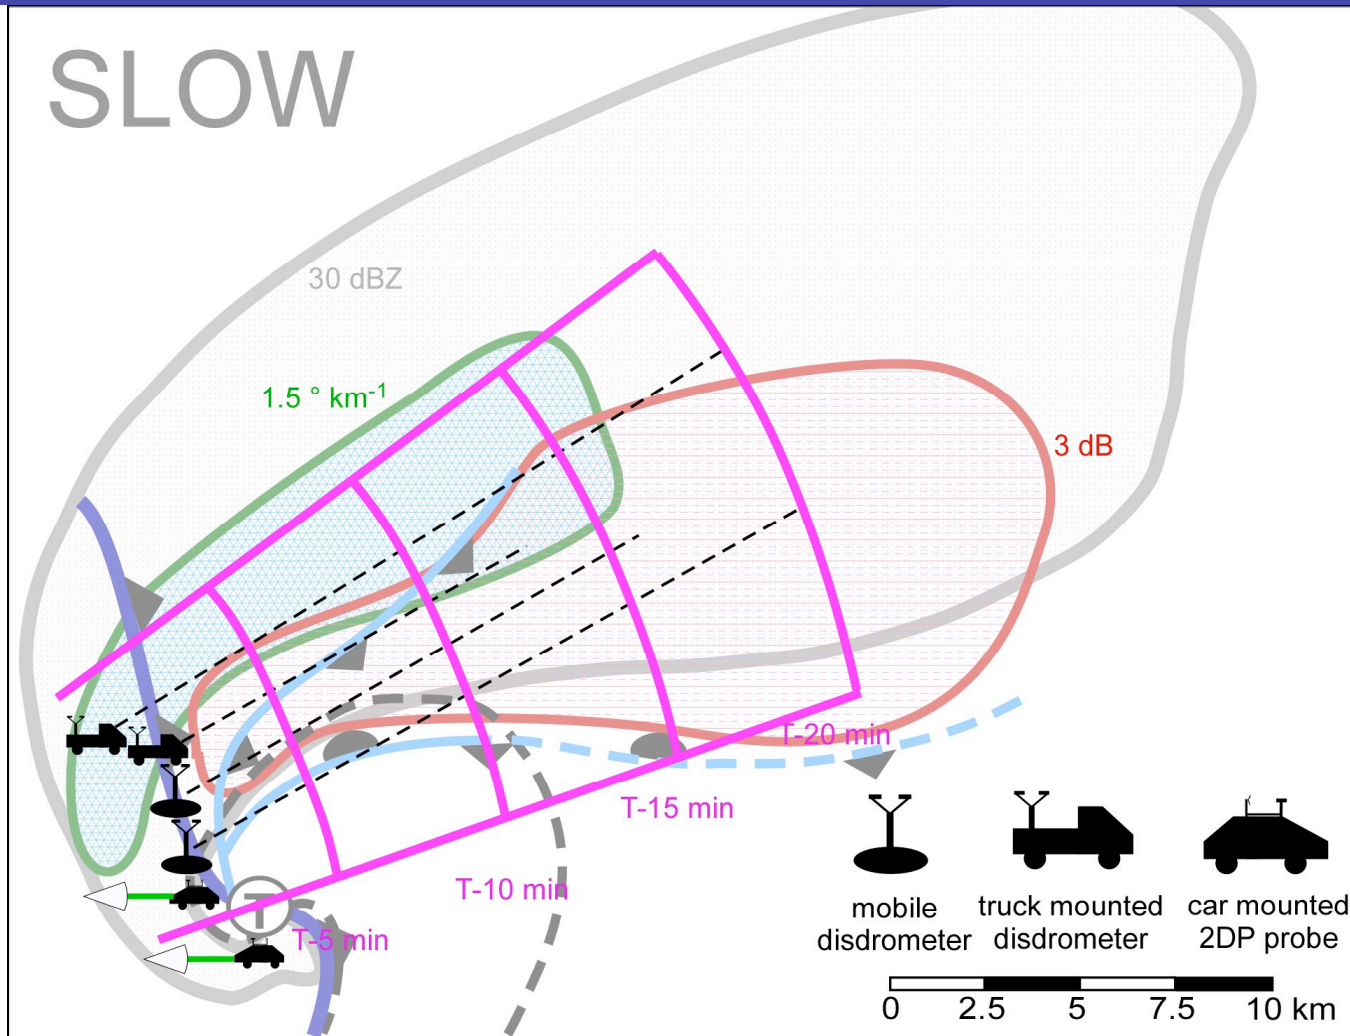 SLOW
30 dBZ
1.5 ° km-1
3 dB
T-20 min
T-15 min
T-10 min
T
T-5 min
mobile
disdrometer
truck mounted
disdrometer
car mounted
2DP probe
0 2.5 5 7.5 10 km